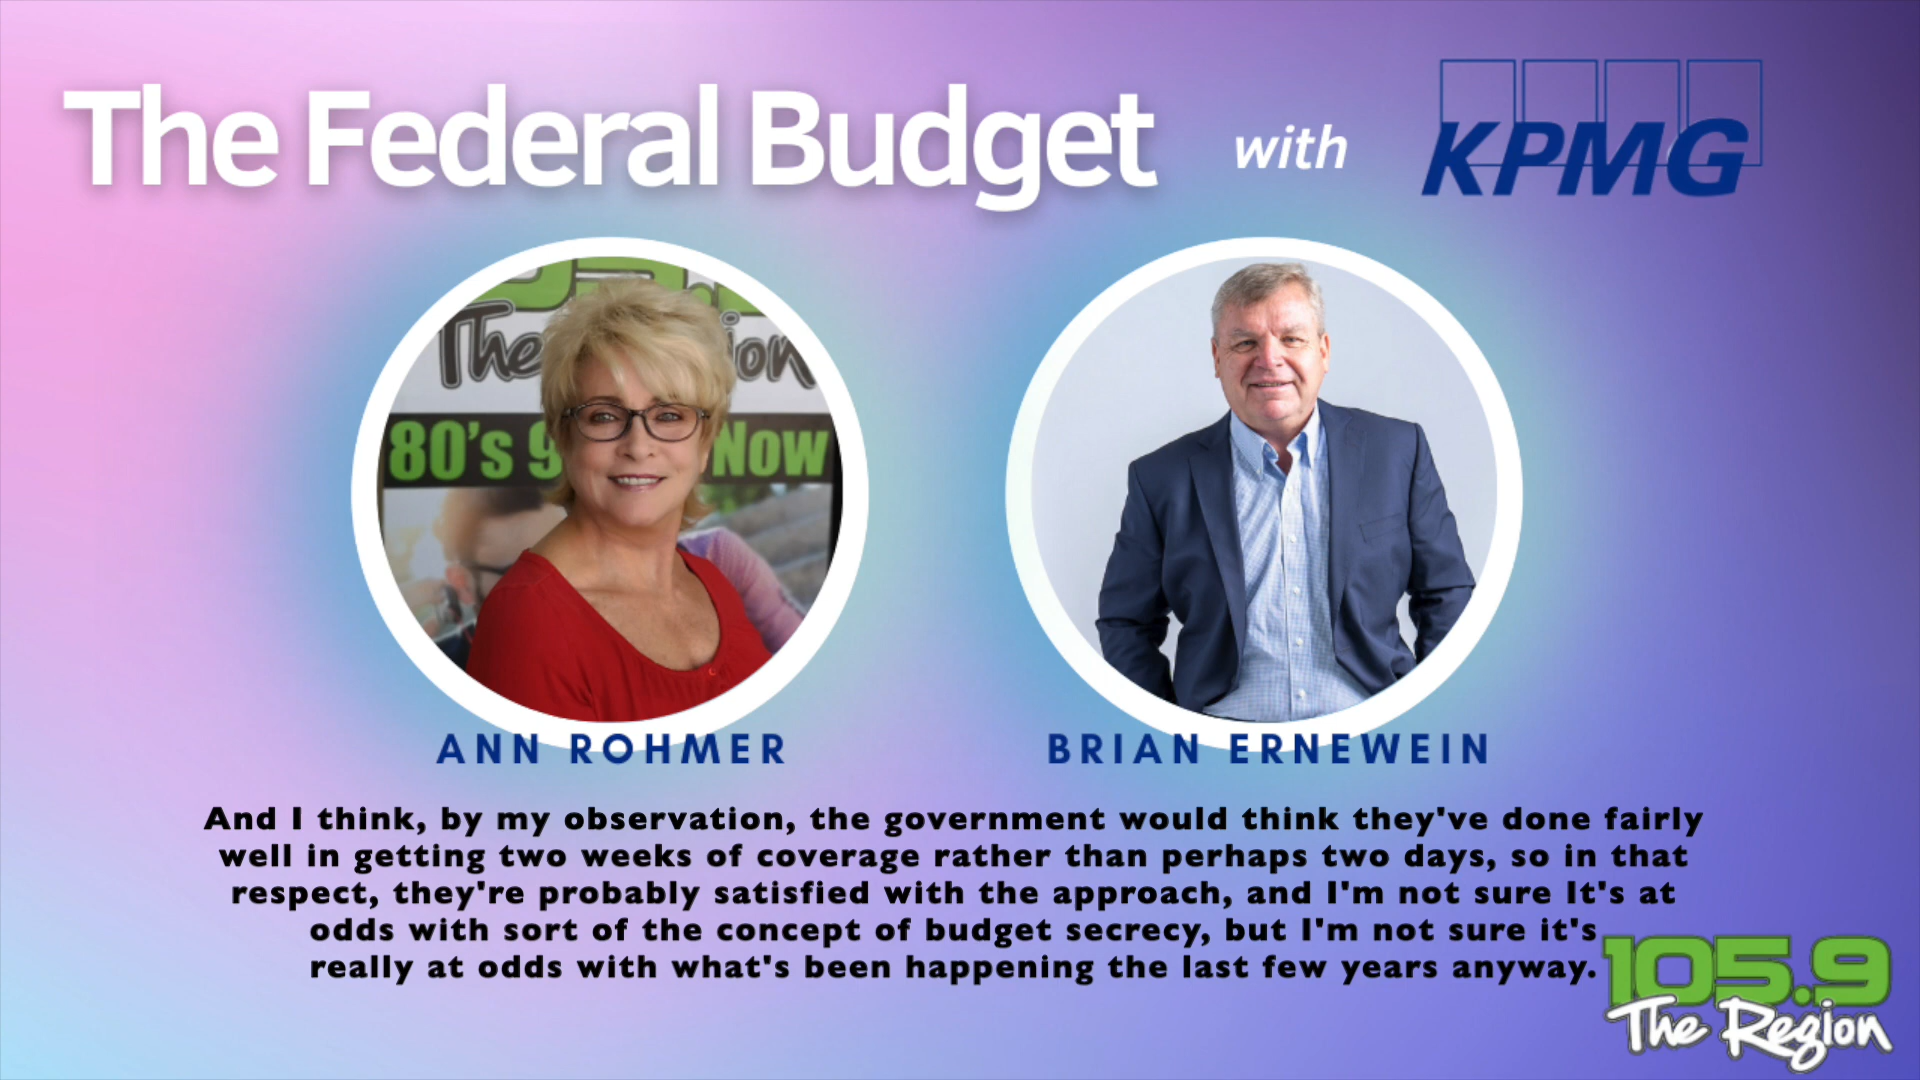 The Federal Budget with KPMG
The Region
80's 9 Now
ANN ROHMER
BRIAN ERNEWEIN
And I think, by my observation, the government would think they've done fairly
well in getting two weeks of coverage rather than perhaps two days, so in that
respect, they're probably satisfied with the approach, and I'm not sure It's at
odds with sort of the concept of budget secrecy, but I'm not sure it's
really at odds with what's been happening the last few years anyway.
105.9
The Region